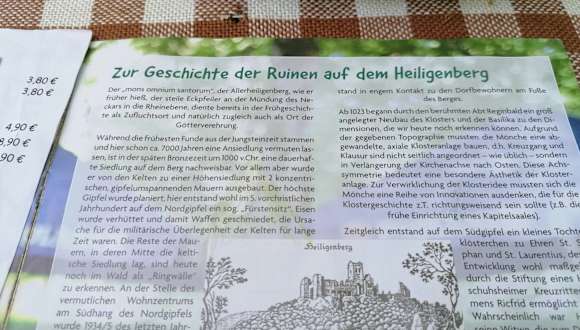 3,80 €
3,80 €
4,90 €
8,90 €
,90 €
Zur Geschichte der Ruinen auf dem Heiligenberg
Der „mons omnium sanctorum“, der Allerheiligenberg, wie er
früher hieß, der steile Eckpfeiler an der Mündung des Ne-
ckars in die Rheinebene, diente bereits in der Frühgeschich-
te als Zufluchtsort und natürlich zugleich auch als Ort der
Götterverehrung.
Während die frühesten Funde aus der Jungsteinzeit stammen
und hier schon ca. 7000 Jahren eine Ansiedlung vermuten las-
sen, ist in der späten Bronzezeit um 1000 v.Chr. eine dauerhaf-
te Siedlung auf dem Berg nachweisbar. Vor allem aber wurde
er von den Kelten zu einer Höhensiedlung mit 2 konzentri-
schen, gipfelumspannenden Mauern ausgebaut. Der höchste
Gipfel wurde planiert, hier entstand wohl im 5. vorchristlichen
Jahrhundert auf dem Nordgipfel ein sog. „Fürstensitz“. Eisen
wurde verhüttet und damit Waffen geschmiedet, die Ursa-
che für die militärische Überlegenheit der Kelten für lange
Zeit waren. Die Reste der Mau-
ern, in deren Mitte die kelti-
sche Siedlung lag, sind heute
noch im Wald als „Ringwälle“
zu erkennen. An der Stelle des
vermutlichen Wohnzentrums
am Südhang des Nordgipfels
wurde 1934/5 des letzten Jahr-
stand in engem Kontakt zu den Dorfbewohnern am Fuße
des Berges.
Ab 1023 begann durch den berühmten Abt Reginbald ein groß
angelegter Neubau des Klosters und der Basilika zu den Di-
mensionen, die wir heute noch erkennen können. Aufgrund
der gegebenen Topographie mussten die Mönche eine ab-
gewandelte, axiale Klosteranlage bauen, d.h. Kreuzgang und
Klausur sind nicht seitlich angeordnet – wie üblich – sondern
in Verlängerung der Kirchenachse nach Osten. Diese Achs-
symmetrie bedeutet eine besondere Ästhetik der Klosteran-
lage. Zur Verwirklichung der Klosteridee mussten sich die
Mönche eine Reihe von Innovationen ausdenken, die für die
Klostergeschichte z.T. richtungsweisend sein sollte (z.B. die
frühe Einrichtung eines Kapitelsaales).
Zeitgleich entstand auf dem Südgipfel ein kleines Tochter-
klösterchen zu Ehren St. Ste-
phan und St. Laurentius, des
Entwicklung wohl maßge
durch die Stiftung eines
schuhsheimer Kreuzritter
mens Ricfrid ermöglicht
Wahrscheinlich war
seine Witwe, die zur
Heiligenberg